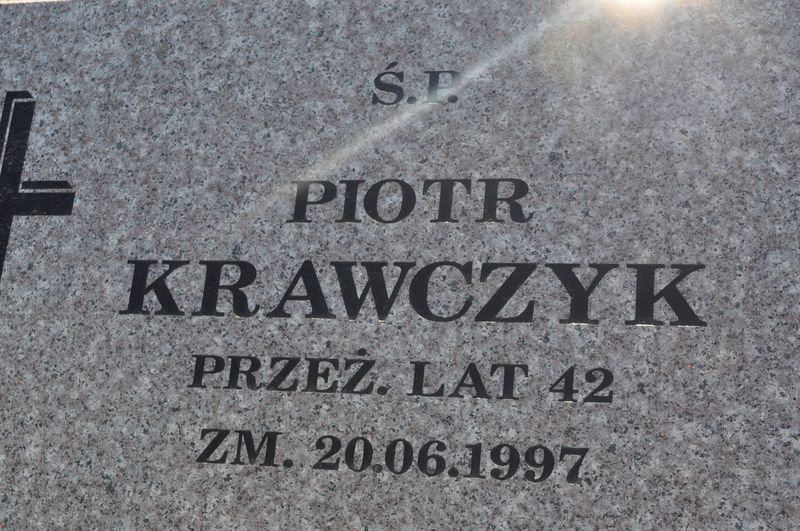 Ś.P.
PIOTR
KRAWCZYK
PRZEŻ. LAT 42
ZM. 20.06.1997